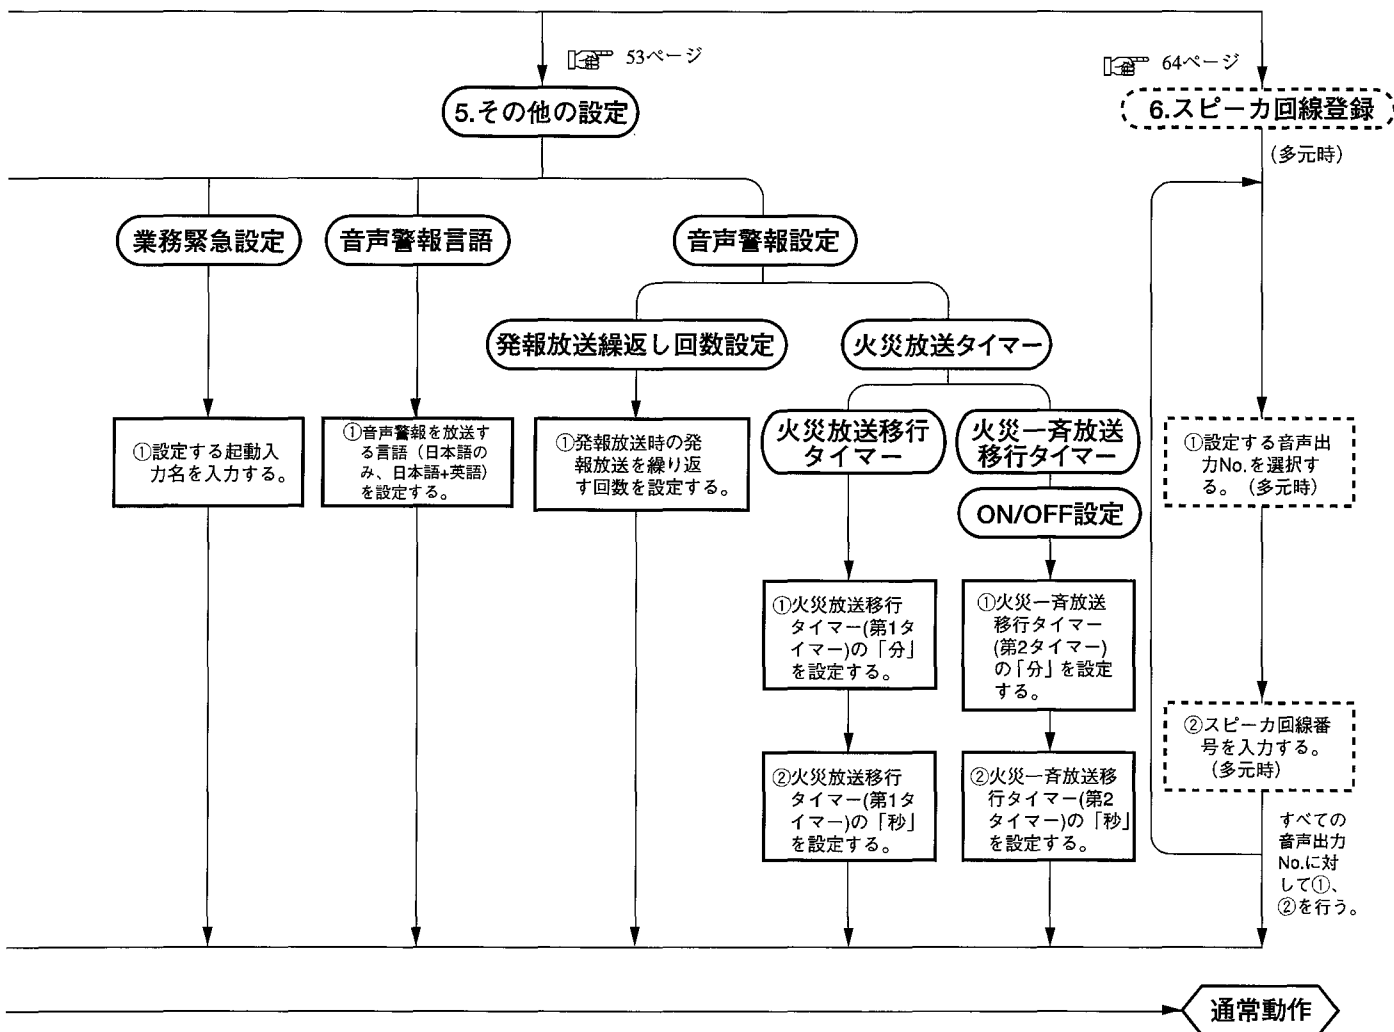 53ページ
5.その他の設定
64ページ
6.スピーカ回線登録
(多元時)
業務緊急設定
音声警報言語
音声警報設定
発報放送繰返し回数設定
火災放送タイマー
①設定する起動入
力名を入力する。
①音声警報を放送す
る言語(日本語の
み、日本語+英語)
を設定する。
①発報放送時の発
報放送を繰り返
す回数を設定する。
火災放送移行
タイマー
火災一斉放送
移行タイマー
ON/OFF設定
①火災放送移行
タイマー(第1タ
イマー)の「分」
を設定する。
②火災放送移行
タイマー(第1タ
イマー)の「秒」
を設定する。
①火災一斉放送
移行タイマー
(第2タイマー)
の「分」を設定
する。
②火災一斉放送移
行タイマー(第2
タイマー)の「秒」
を設定する。
①設定する音声出
力No.を選択す
る。(多元時)
②スピーカ回線番
号を入力する。
(多元時)
すべての
音声出力
No.に対
して①、
②を行う。
通常動作